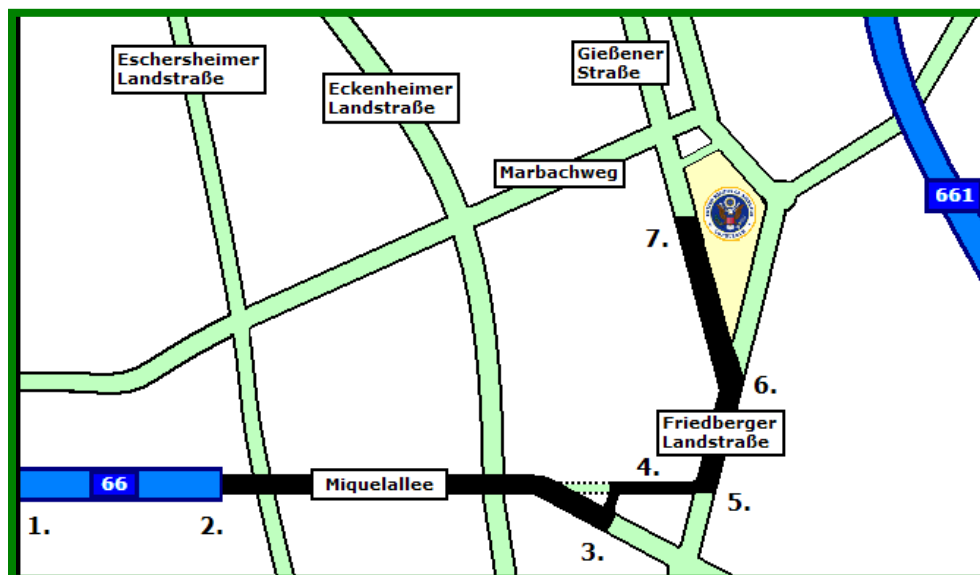 Eschersheimer
Landstraße
Eckenheimer
Landstraße
Gießener
Straße
Marbachweg
661
7.
6.
Friedberger
Landstraße
4.
66
Miquelallee
5.
1.
2.
3.